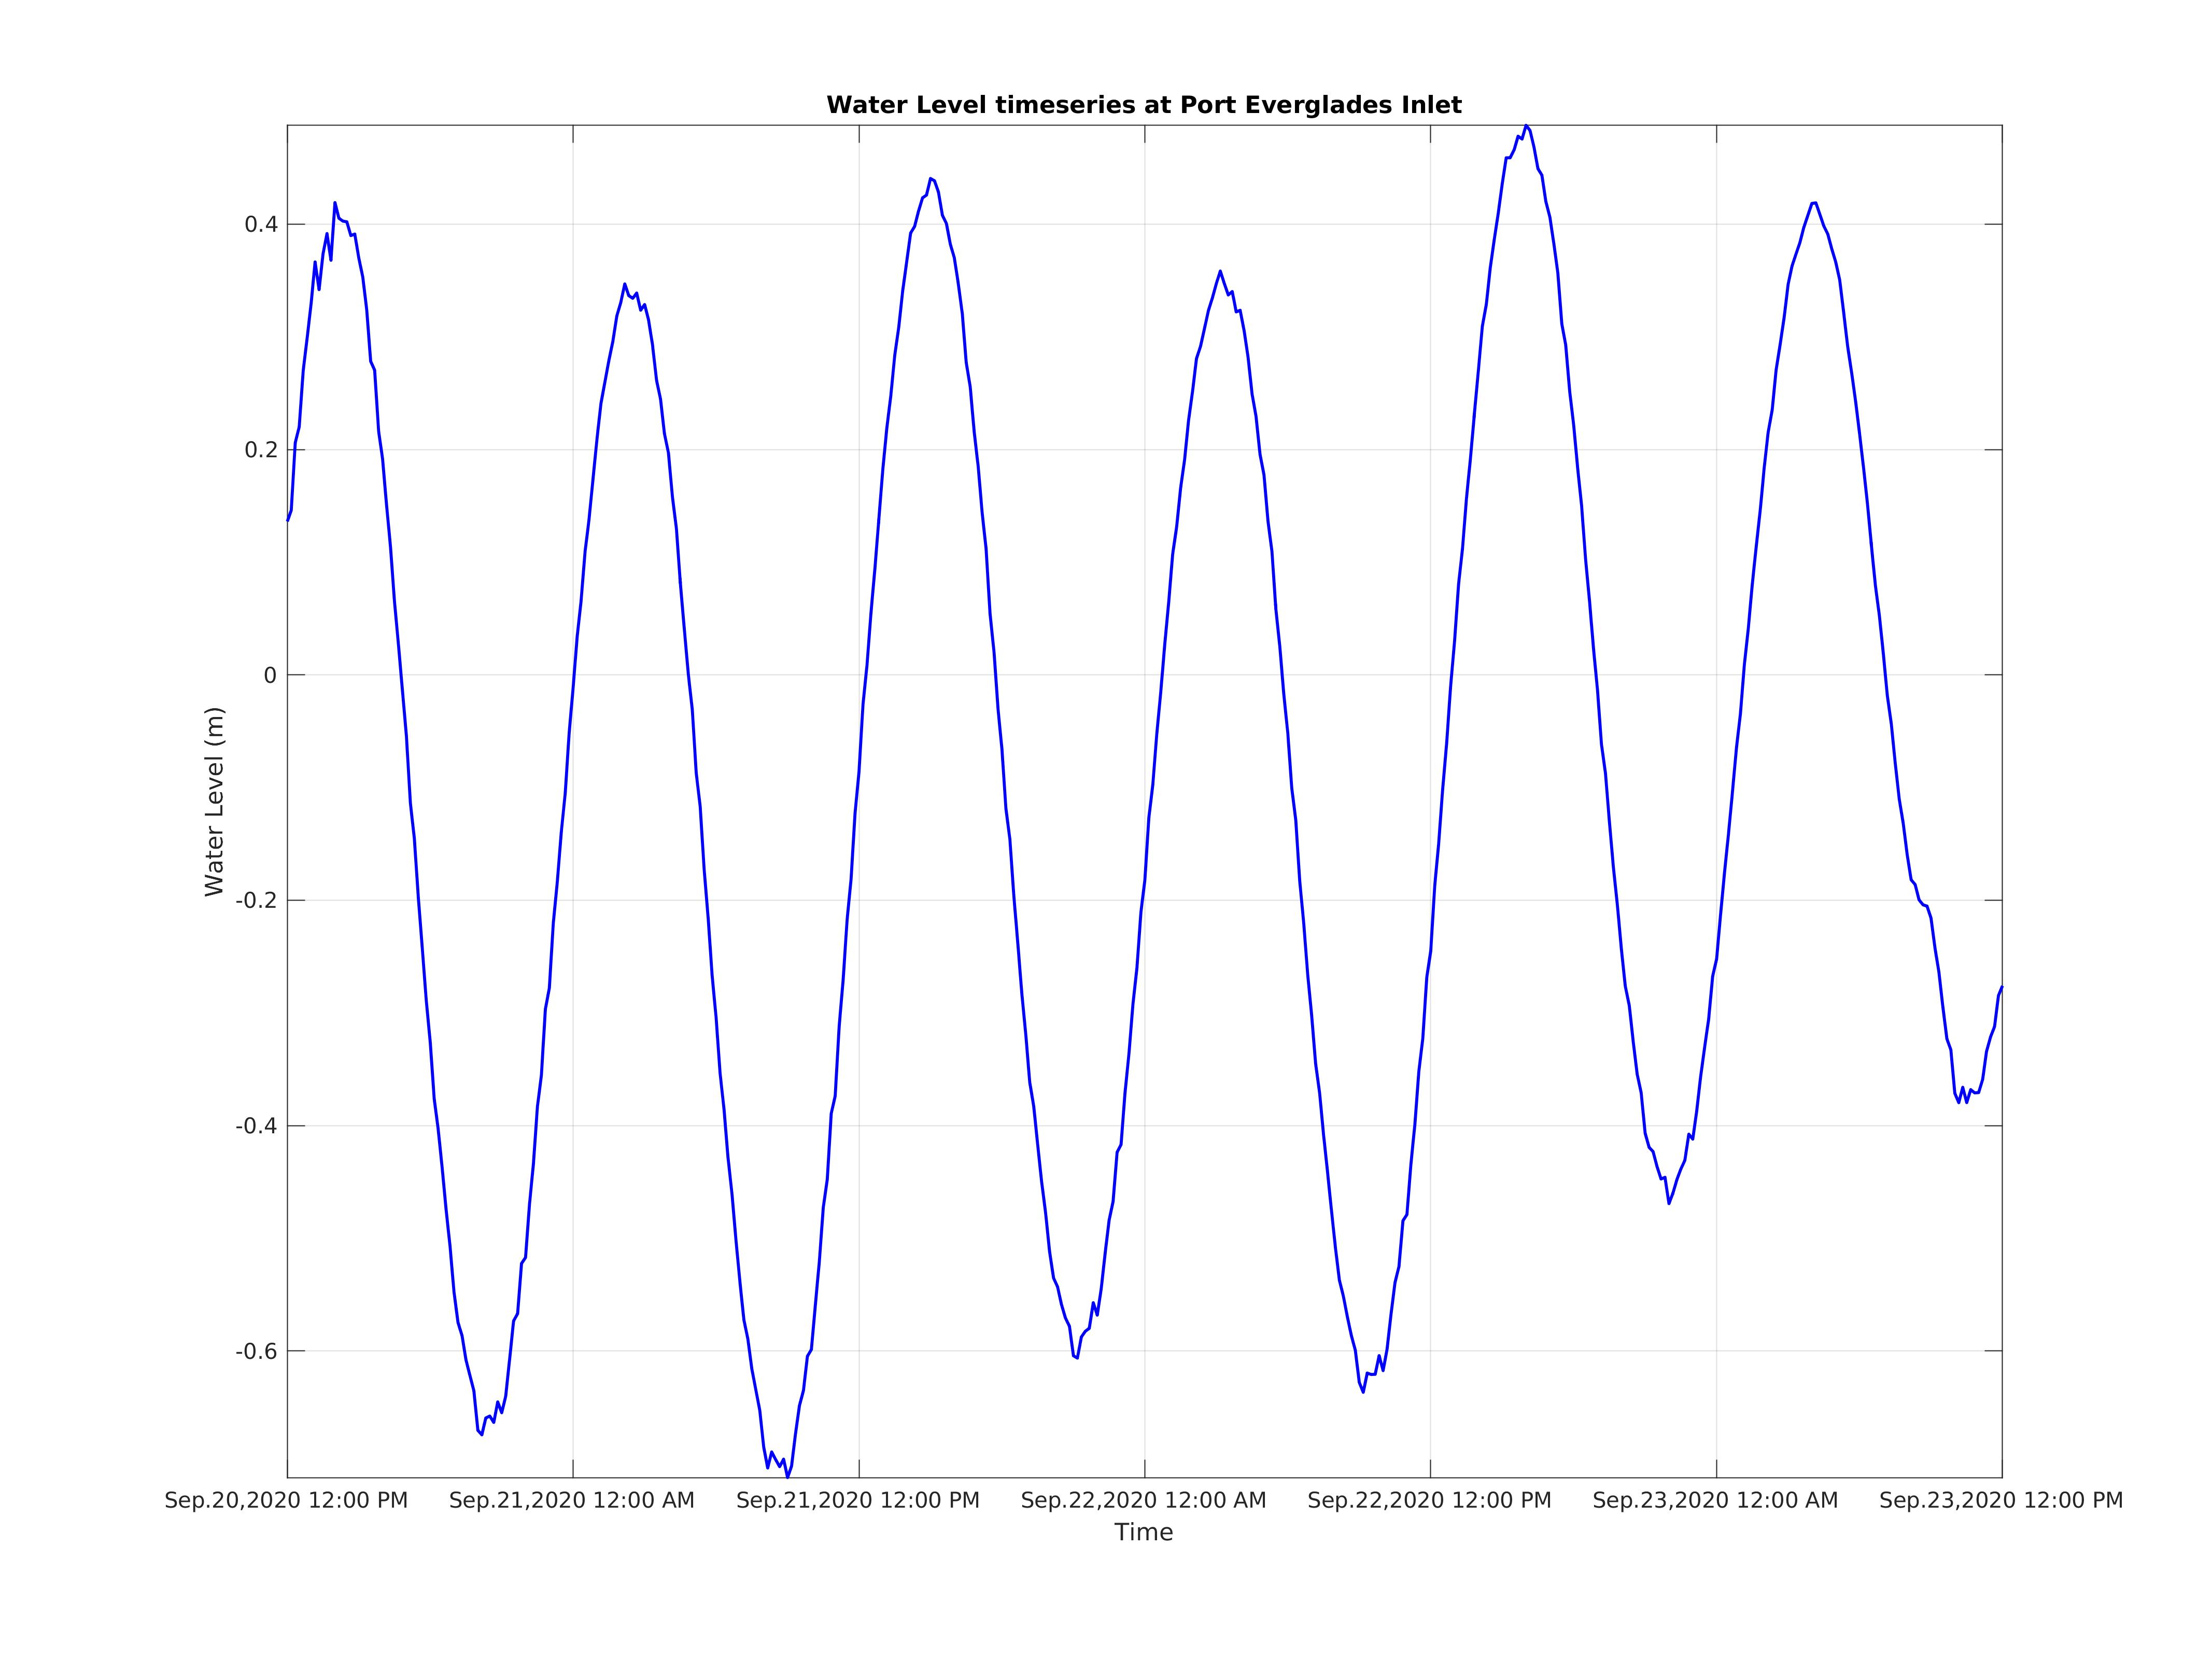 Water Level timeseries at Port Everglades Inlet
0.4
0.2
0
-0.2
-0.4
-0.6
Water Level (m)
Sep.20,2020 12:00 PM
Sep.21,2020 12:00 AM
Sep.21,2020 12:00 PM
Sep.22,2020 12:00 AM
Sep.22,2020 12:00 PM
Sep.23,2020 12:00 AM
Sep.23,2020 12:00 PM
Time